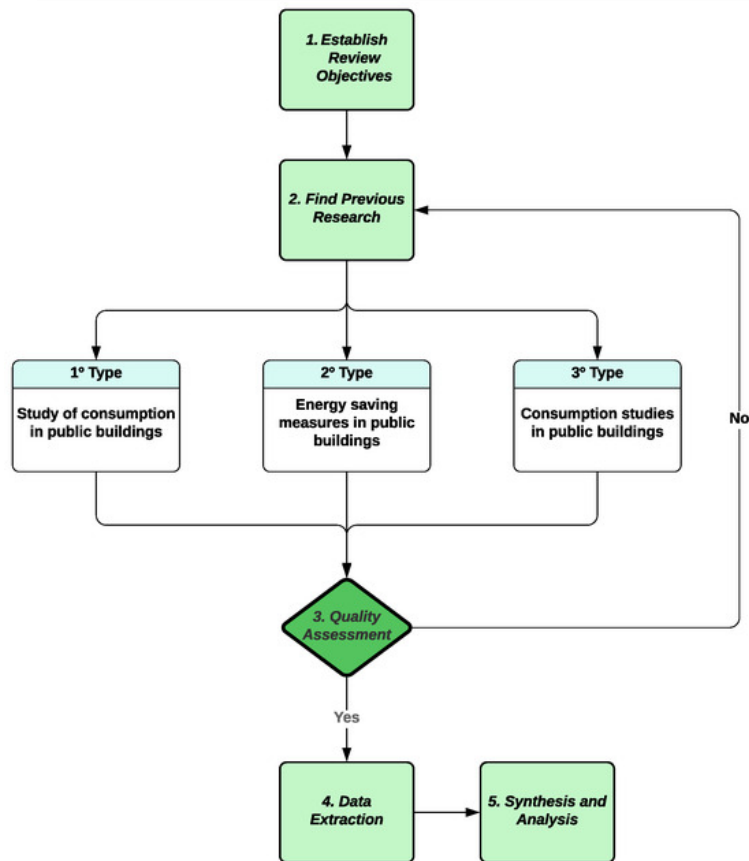 1. Establish
Review
Objectives
2. Find Previous
Research
1º Type
Study of consumption
in public buildings
2º Type
Energy saving
measures in public
buildings
3º Type
Consumption studies
in public buildings
No
3. Quality
Assessment
Yes
4. Data
Extraction
5. Synthesis and
Analysis